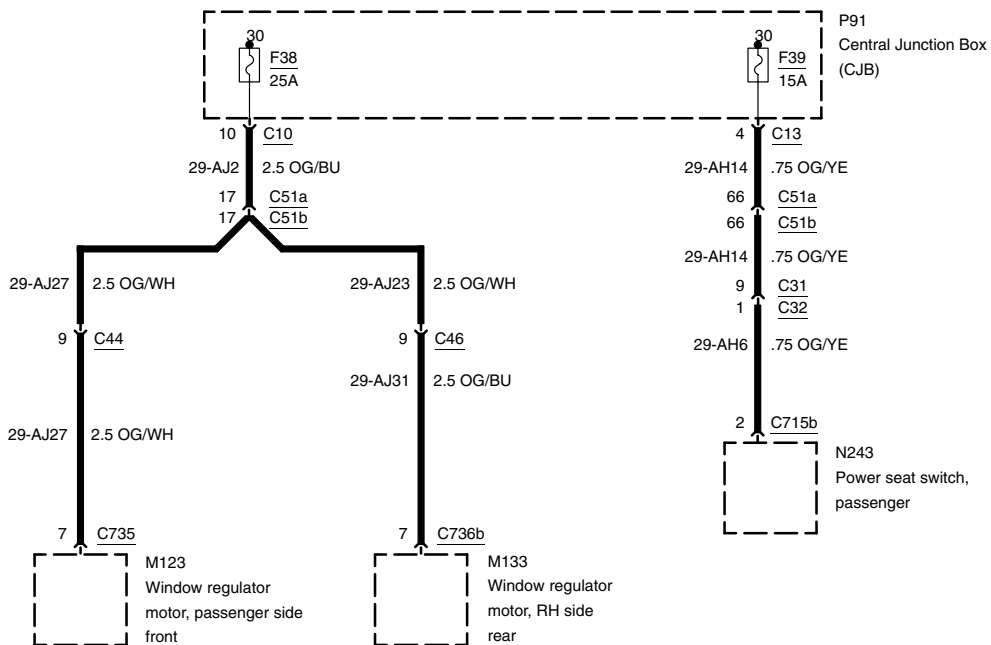 P91
Central Junction Box
(CJB)
30
F38
25A
30
F39
15A
10 C10
29-AJ2 2.5 OG/BU
17 C51a
17 C51b
4 C13
29-AH14 .75 OG/YE
66 C51a
66 C51b
29-AH14 .75 OG/YE
9 C31
1 C32
29-AH6 .75 OG/YE
2 C715b
N243
Power seat switch,
passenger
29-AJ27 2.5 OG/WH
9 C44
29-AJ27 2.5 OG/WH
7 C735
M123
Window regulator
motor, passenger side
front
29-AJ23 2.5 OG/WH
9 C46
29-AJ31 2.5 OG/BU
7 C736b
M133
Window regulator
motor, RH side
rear